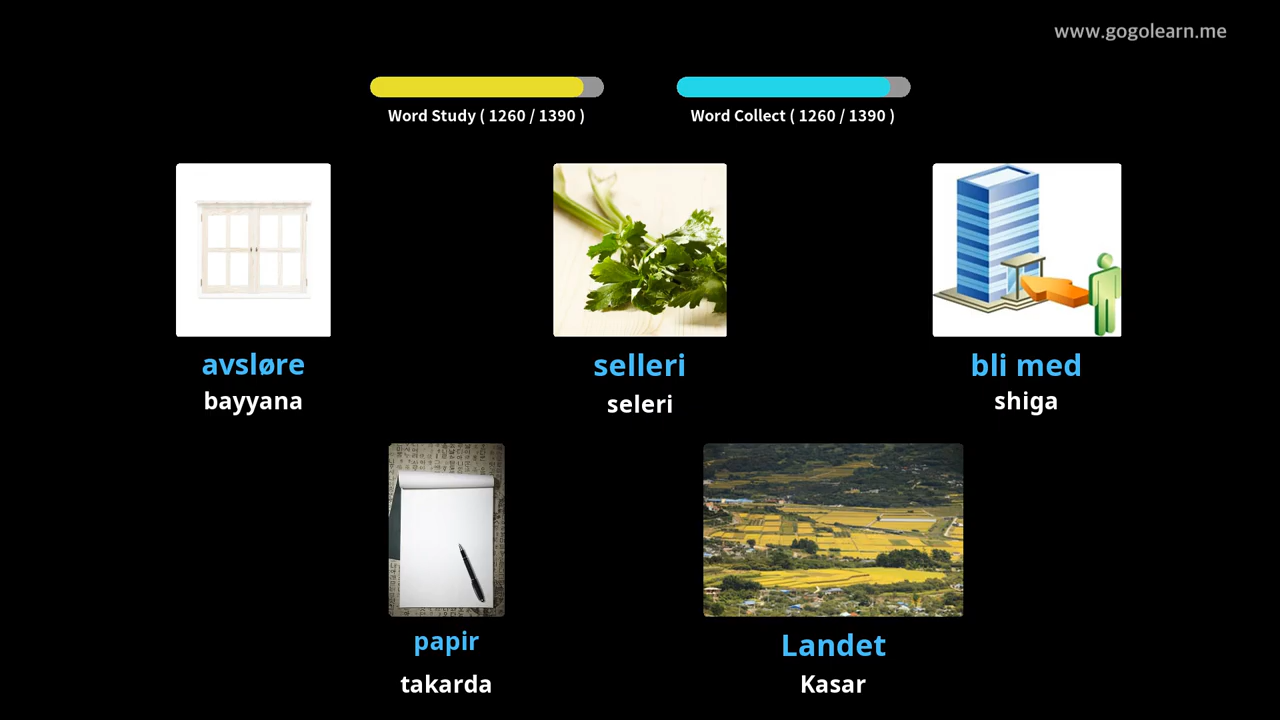 www.gogolearn.me
Word Study ( 1260 / 1390 )
Word Collect ( 1260 / 1390 )
avsløre
bayyana
selleri
seleri
bli med
shiga
papir
takarda
Landet
Kasar